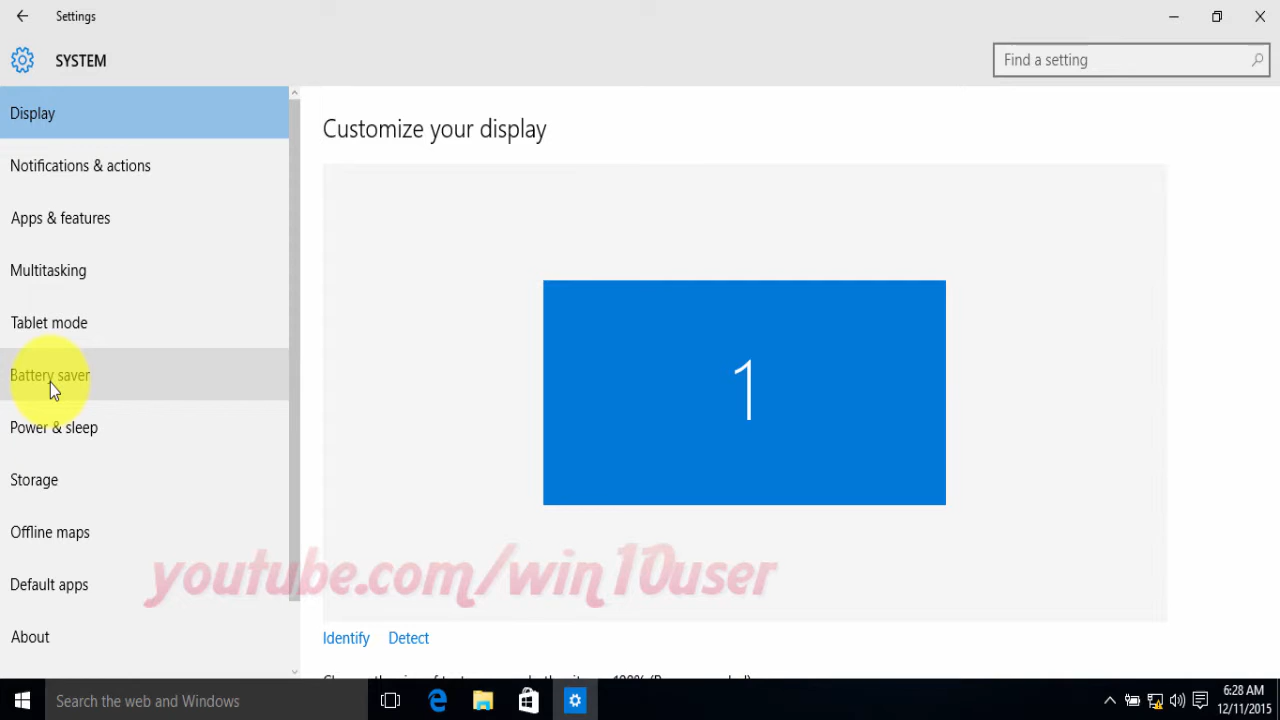 Settings
SYSTEM
Find a setting
Display
Notifications & actions
Apps & features
Multitasking
Tablet mode
Battery saver
Power & sleep
Storage
Offline maps
Default apps
About
Customize your display
1
Identify Detect
youtube.com/win10user
Search the web and Windows
6:28 AM
12/11/2015